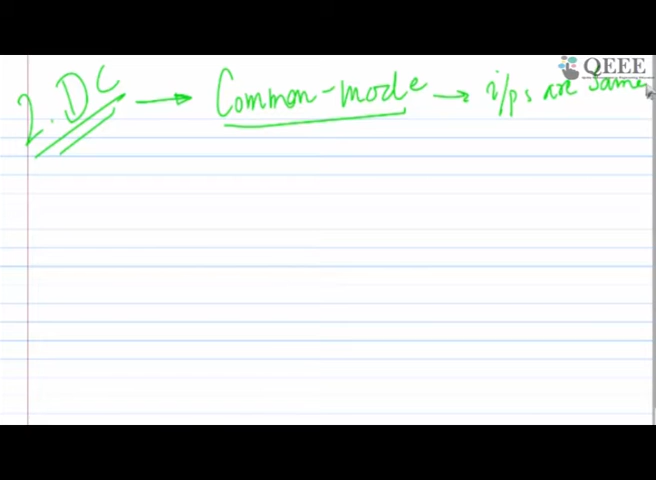 QEEE
2. DC → Common-mode → i/ps are same